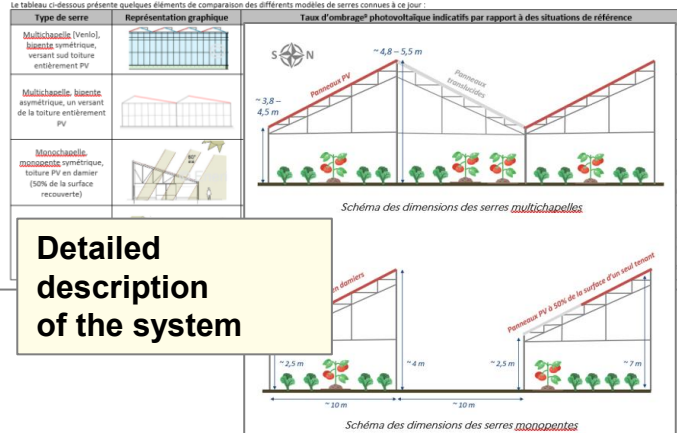 Le tableau ci-dessous présente quelques éléments de comparaison des différents modèles de serres connues à ce jour :
Type de serre
Représentation graphique
Taux d'ombrage⁸ photovoltaïque indicatifs par rapport à des situations de référence
Multichapelle [Venlo],
bipente symétrique,
versant sud toiture
entièrement PV
Multichapelle, bipente
asymétrique, un versant
de la toiture entièrement
PV
Monochapelle,
monopente symétrique,
toiture PV en damier
(50% de la surface
recouverte)
90°
S N
~ 4,8 – 5,5 m
Panneaux PV
Panneaux
translucides
~ 3,8 –
4,5 m
Schéma des dimensions des serres multichapelles
Detailed
description
of the system
en damiers
Panneaux PV à 50% de la surface d'un seul tenant
~ 2,5 m
~ 4 m
~ 2,5 m
~ 7 m
~ 10 m
~ 10 m
Schéma des dimensions des serres monopentes